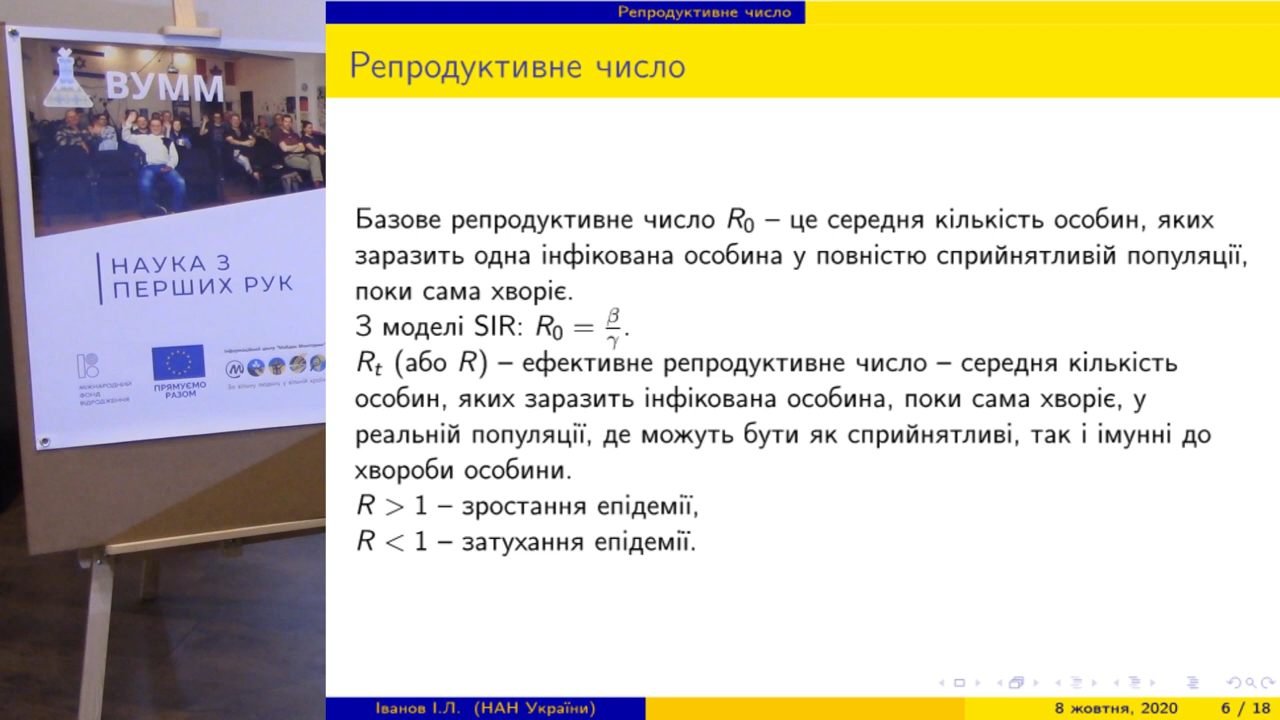 ВУММ
НАУКА З
ПЕРШИХ РУК
МІЖНАРОДНИЙ
ФОНД
ВІДРОДЖЕННЯ
ПРЯМУЄМО
РАЗОМ
Репродуктивне число
Репродуктивне число
Базове репродуктивне число R₀ – це середня кількість особин, яких
заразить одна інфікована особина у повністю сприйнятливій популяції,
поки сама хворіє.
З моделі SIR: R₀ = β/γ.
Rₜ (або R) – ефективне репродуктивне число – середня кількість
особин, яких заразить інфікована особина, поки сама хворіє, у
реальній популяції, де можуть бути як сприйнятливі, так і імунні до
хвороби особини.
R > 1 – зростання епідемії,
R < 1 – затухання епідемії.
Іванов І.Л. (НАН України)
8 жовтня, 2020
6 / 18